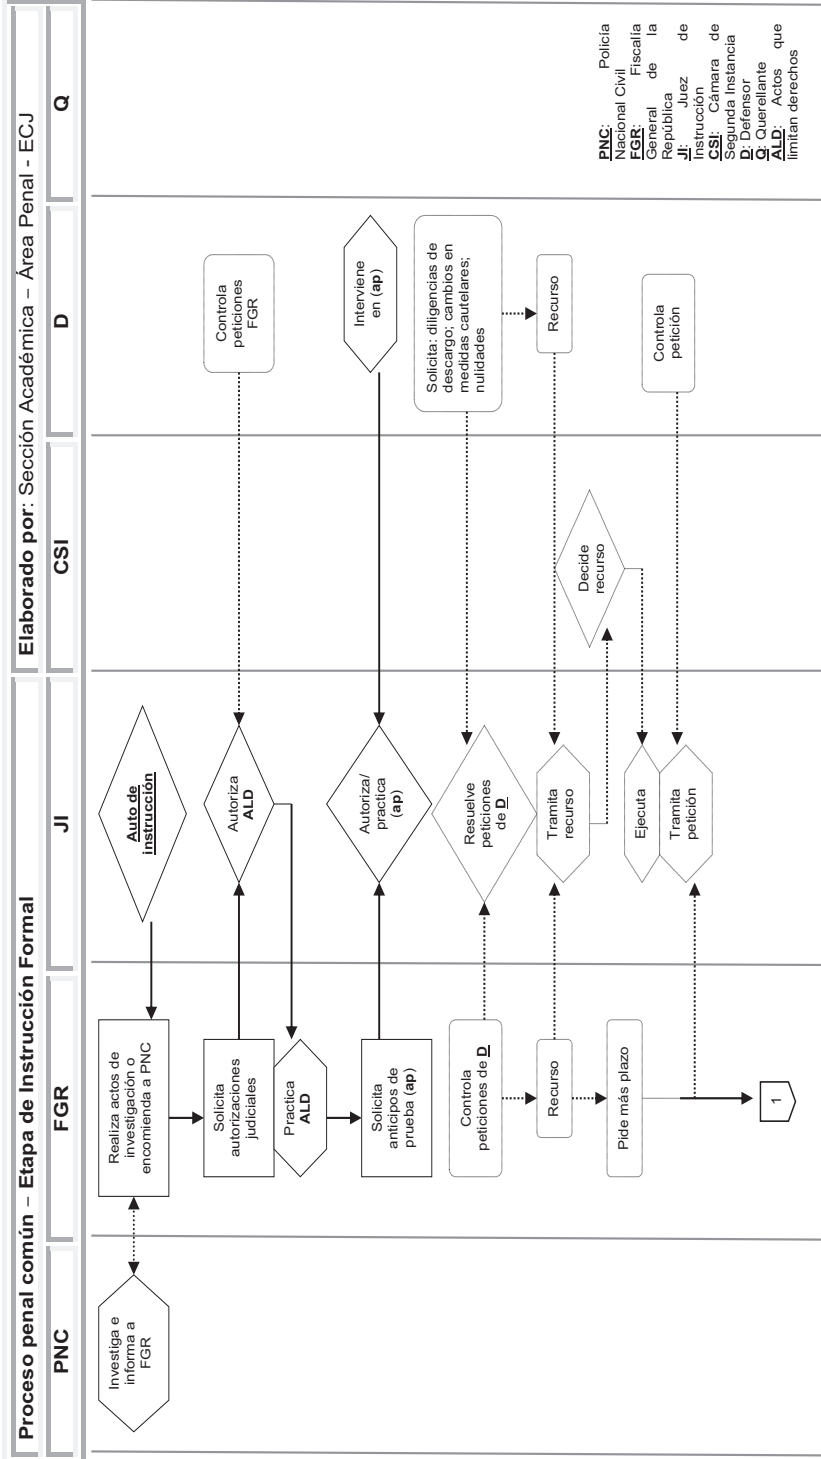 Proceso penal común – Etapa de Instrucción Formal
Elaborado por: Sección Académica – Área Penal - ECJ
PNC
FGR
JI
CSI
D
Q
Investiga e
informa a
FGR
Realiza actos de
investigación o
encomienda a PNC
Auto de
instrucción
Solicita
autorizaciones
judiciales
Autoriza
ALD
Controla
peticiones
FGR
Practica
ALD
Solicita
anticipos de
prueba (ap)
Autoriza/
practica
(ap)
Interviene
en (ap)
Controla
peticiones de D
Resuelve
peticiones
de D
Solicita: diligencias de
descargo; cambios en
medidas cautelares;
nulidades
Recurso
Tramita
recurso
Recurso
Decide
recurso
Pide más plazo
Ejecuta
Tramita
petición
Controla
petición
1
PNC: Policía
Nacional Civil
FGR: Fiscalía
General de la
República
JI: Juez de
Instrucción
CSI: Cámara de
Segunda Instancia
D: Defensor
Q: Querellante
ALD: Actos que
limitan derechos